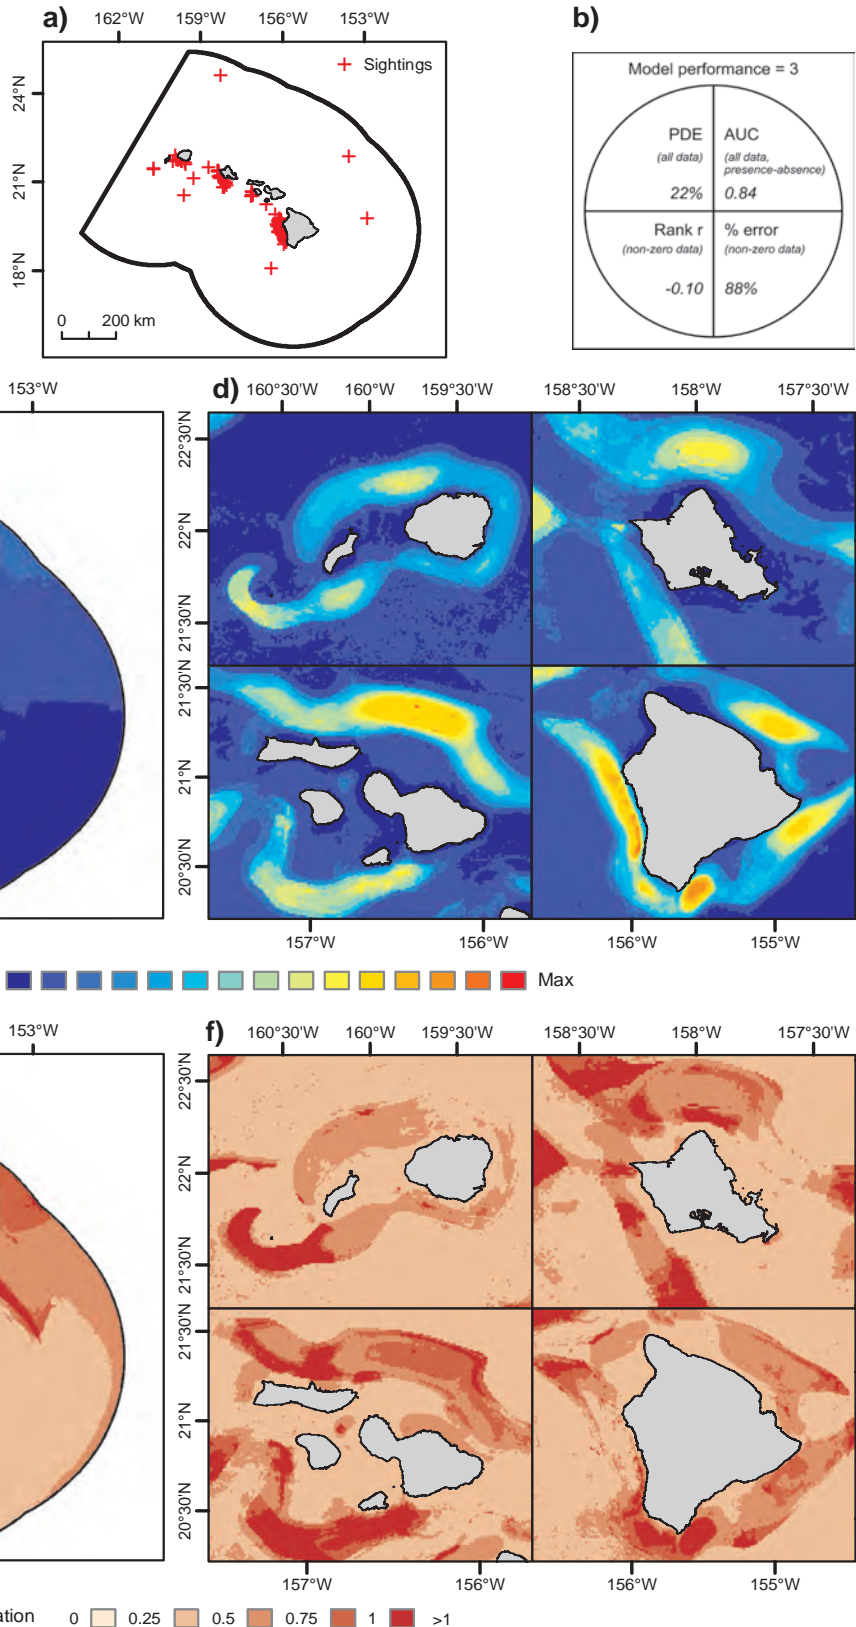 a)
162°W 159°W 156°W 153°W
24°N
21°N
18°N
Sightings
0 200 km
b)
Model performance = 3
PDE
(all data)
22%
AUC
(all data,
presence-absence)
0.84
Rank r
(non-zero data)
-0.10
% error
(non-zero data)
88%
153°W
d)
160°30'W 160°W 159°30'W 158°30'W 158°W 157°30'W
22°30'N
22°N
21°30'N
21°30'N
21°N
20°30'N
157°W 156°W 156°W 155°W
Max
153°W
f)
160°30'W 160°W 159°30'W 158°30'W 158°W 157°30'W
22°30'N
22°N
21°30'N
21°30'N
21°N
20°30'N
157°W 156°W 156°W 155°W
ation 0 0.25 0.5 0.75 1 >1